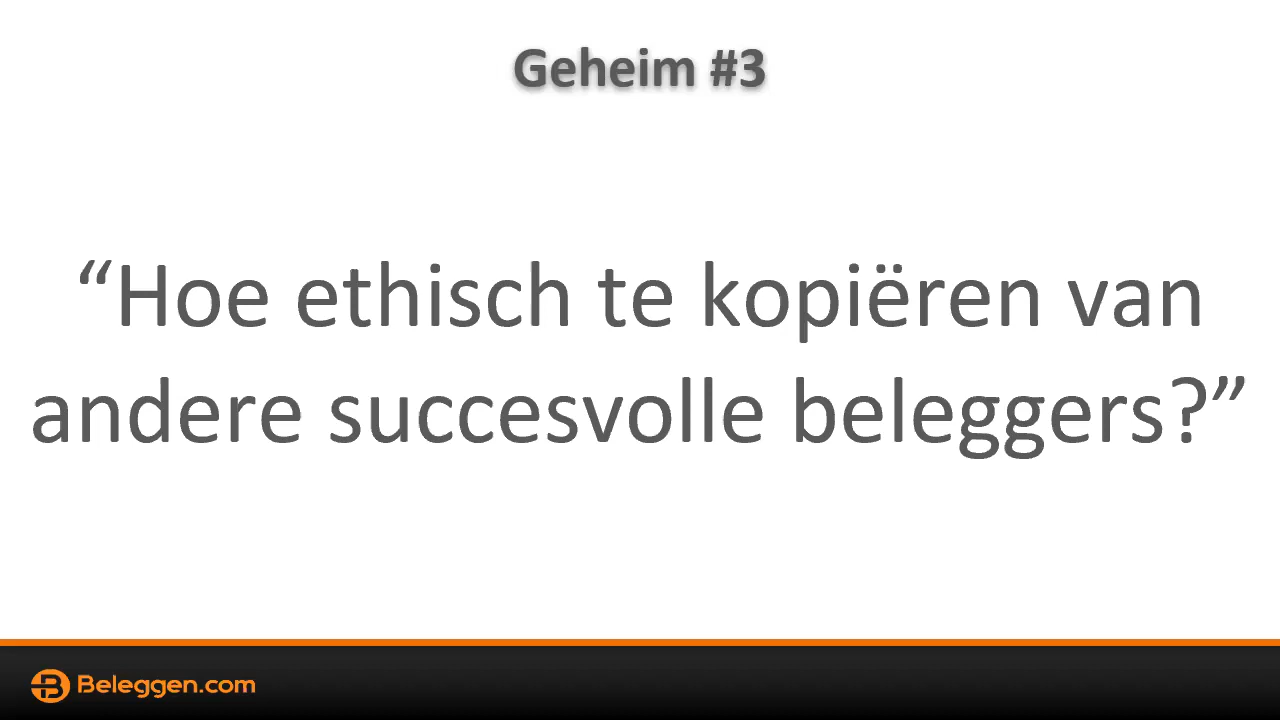 Geheim #3
“Hoe ethisch te kopiëren van
andere succesvolle beleggers?”
Beleggen.com